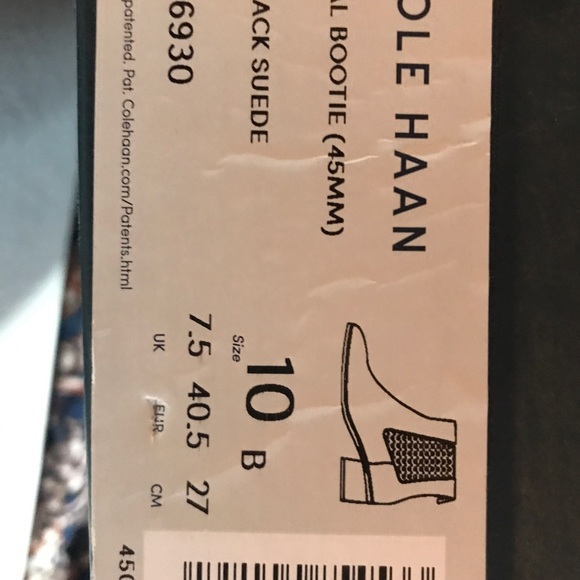 OLE HAAN
AL BOOTIE (45MM)
ACK SUEDE
Size 10 B
6930
7.5 40.5 27
UK EUR CM
patented. Pat. Colehaan.com/Patents.html
450